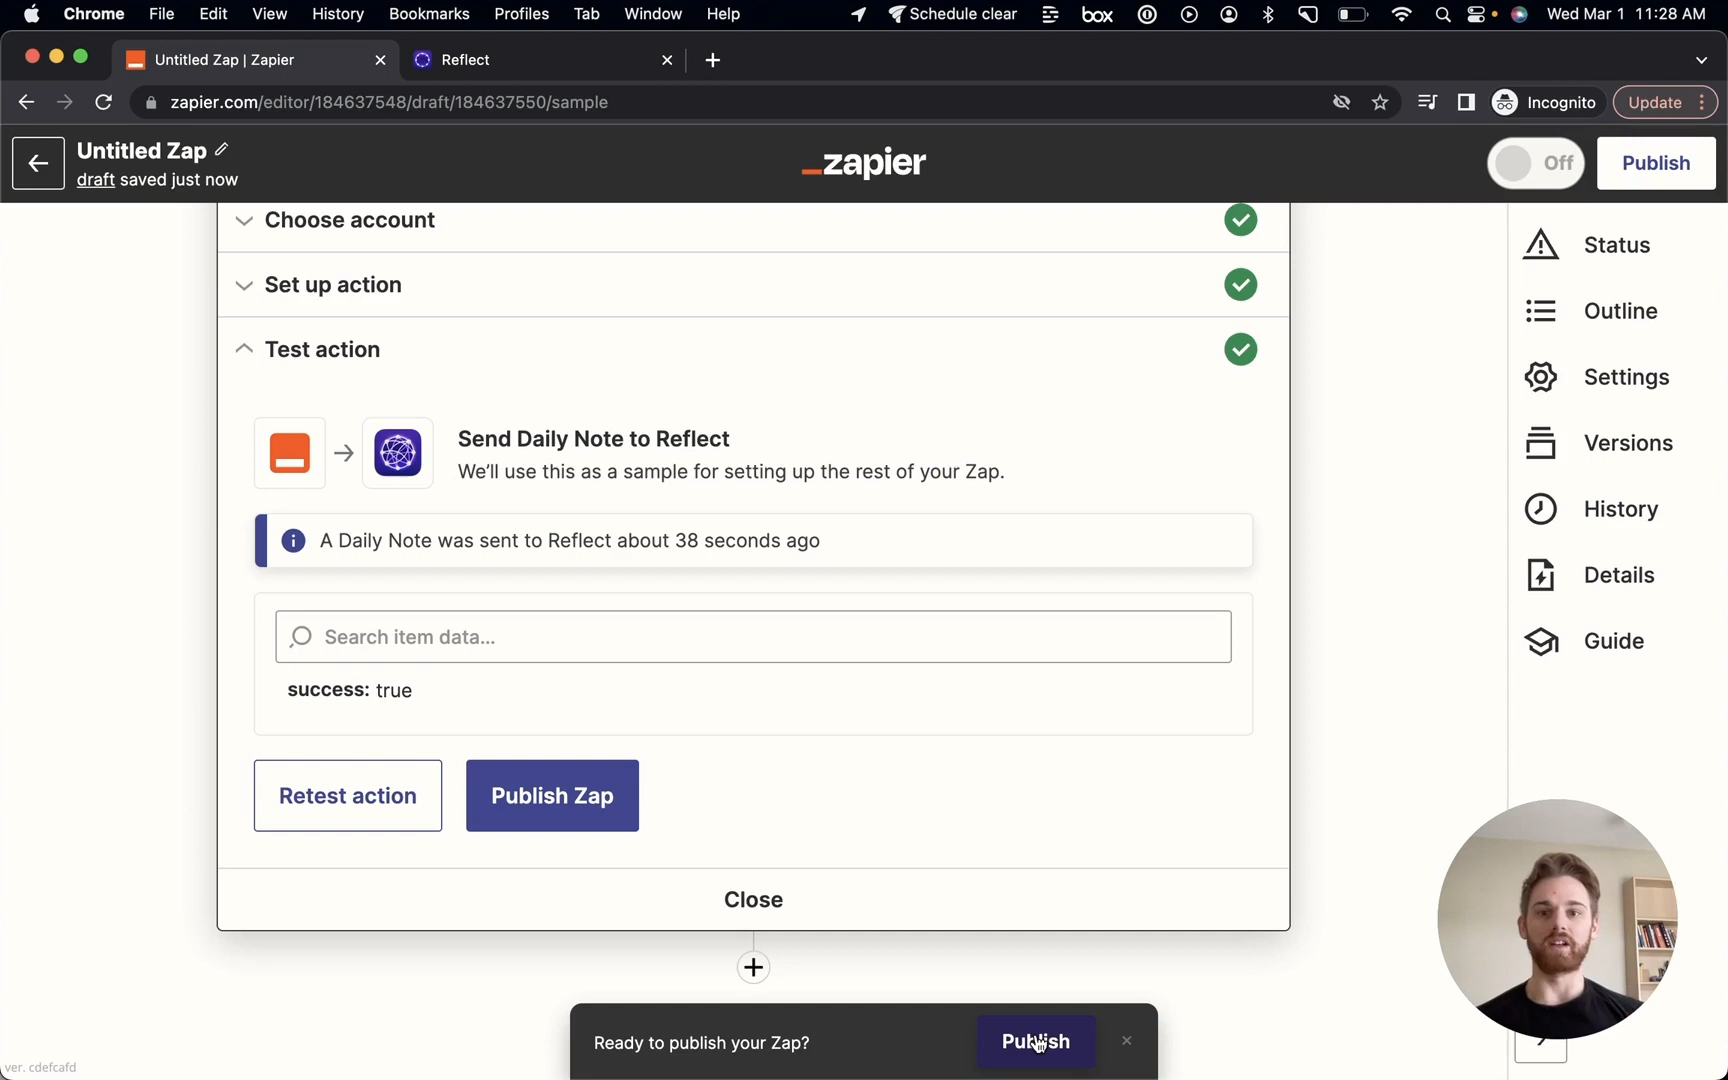 Chrome File Edit View History Bookmarks Profiles Tab Window Help Schedule clear box Wed Mar 1 11:28 AM
Untitled Zap | Zapier Reflect
zapier.com/editor/184637548/draft/184637550/sample Incognito Update
Untitled Zap
draft saved just now
_zapier
Off Publish
Choose account
Set up action
Test action
Send Daily Note to Reflect
We'll use this as a sample for setting up the rest of your Zap.
A Daily Note was sent to Reflect about 38 seconds ago
Search item data...
success: true
Retest action Publish Zap
Close
Ready to publish your Zap? Publish
Status
Outline
Settings
Versions
History
Details
Guide
ver. cdefcafd